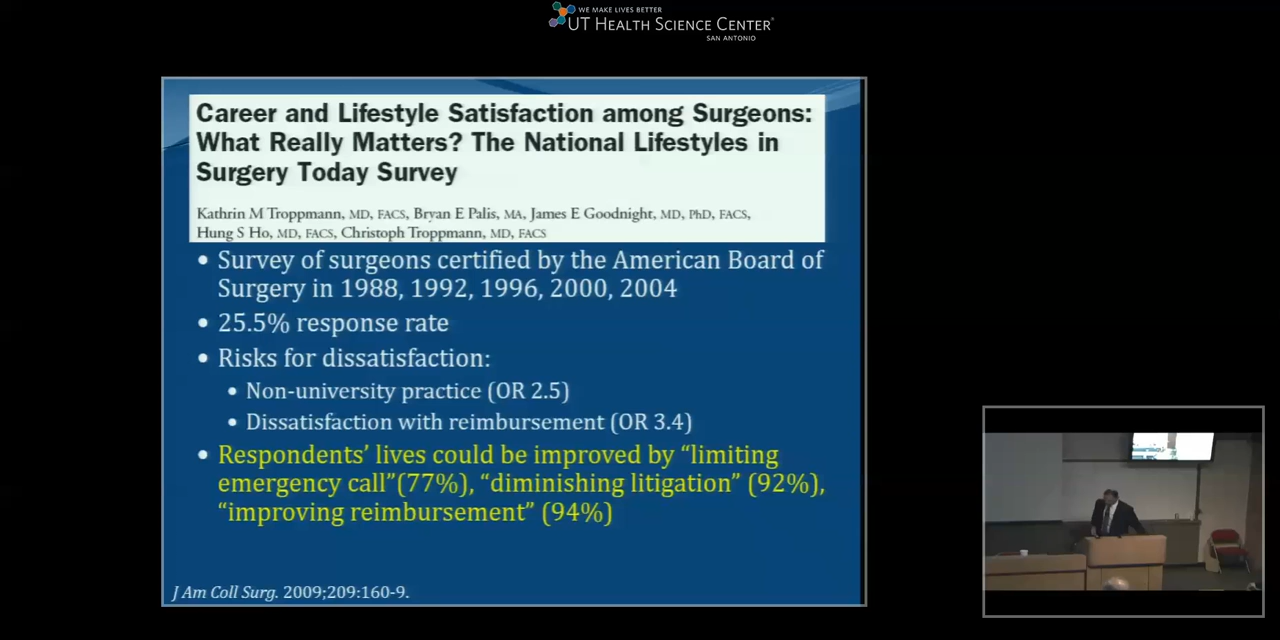 WE MAKE LIVES BETTER
UT HEALTH SCIENCE CENTER®
SAN ANTONIO
Career and Lifestyle Satisfaction among Surgeons:
What Really Matters? The National Lifestyles in
Surgery Today Survey
Kathrin M Troppmann, MD, FACS, Bryan E Palis, MA, James E Goodnight, MD, PhD, FACS,
Hung S Ho, MD, FACS, Christoph Troppmann, MD, FACS
• Survey of surgeons certified by the American Board of
Surgery in 1988, 1992, 1996, 2000, 2004
• 25.5% response rate
• Risks for dissatisfaction:
• Non-university practice (OR 2.5)
• Dissatisfaction with reimbursement (OR 3.4)
• Respondents’ lives could be improved by “limiting
emergency call”(77%), “diminishing litigation” (92%),
“improving reimbursement” (94%)
J Am Coll Surg. 2009;209:160-9.